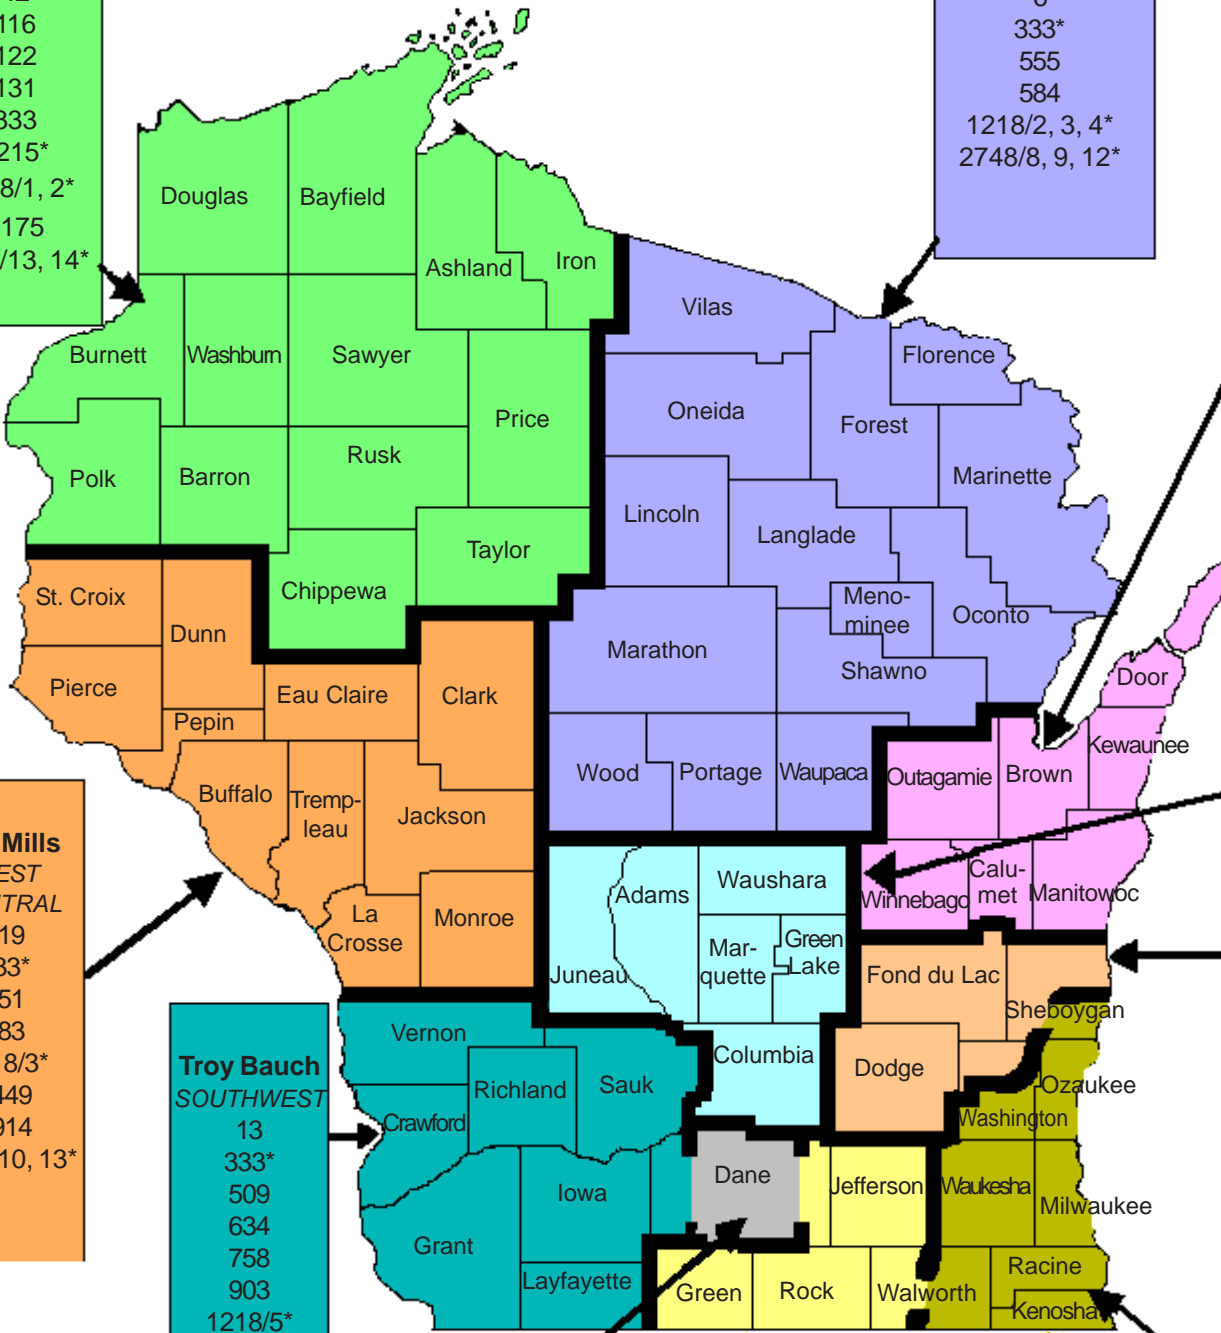 116
122
131
333
215*
8/1, 2*
175
/13, 14*
333*
555
584
1218/2, 3, 4*
2748/8, 9, 12*
Douglas
Bayfield
Ashland
Iron
Vilas
Burnett
Washburn
Sawyer
Florence
Price
Oneida
Forest
Polk
Barron
Rusk
Marinette
Lincoln
Langlade
Taylor
Chippewa
St. Croix
Dunn
Meno-
minee
Oconto
Marathon
Shawno
Pierce
Eau Claire
Clark
Door
Pepin
Kewaunee
Wood
Portage
Waupaca
Outagamie
Brown
Buffalo
Tremp-
leau
Jackson
Mills
EST
NTRAL
19
33*
51
83
8/3*
449
914
10, 13*
Adams
Waushara
Winnebago
Calu-
met
Manitowoc
La
Crosse
Monroe
Juneau
Mar-
quette
Green
Lake
Fond du Lac
Sheboygan
Troy Bauch
SOUTHWEST
13
333*
509
634
758
903
1218/5*
Vernon
Richland
Sauk
Columbia
Dodge
Ozaukee
Washington
Crawford
Iowa
Dane
Jefferson
Waukesha
Milwaukee
Grant
Layfayette
Green
Rock
Walworth
Racine
Kenosha